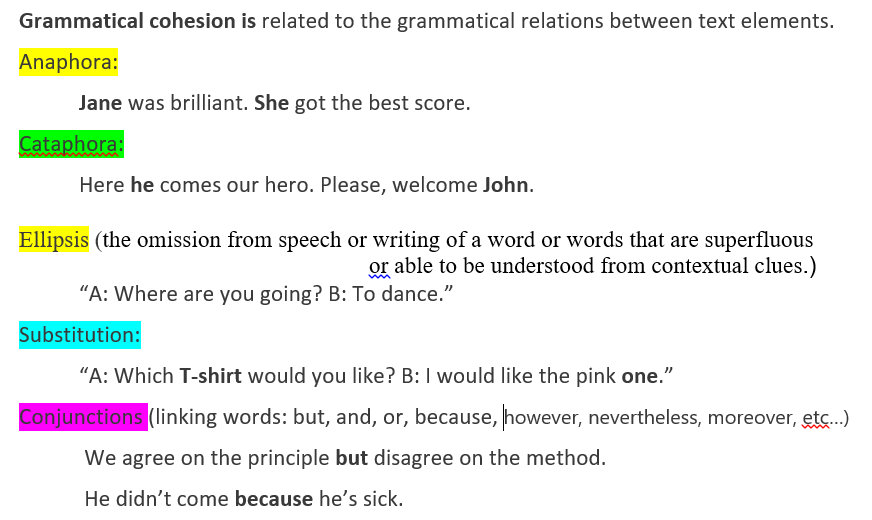 Grammatical cohesion is related to the grammatical relations between text elements.
Anaphora:
Jane was brilliant. She got the best score.
Cataphora:
Here he comes our hero. Please, welcome John.
Ellipsis (the omission from speech or writing of a word or words that are superfluous
or able to be understood from contextual clues.)
“A: Where are you going? B: To dance.”
Substitution:
“A: Which T-shirt would you like? B: I would like the pink one.”
Conjunctions (linking words: but, and, or, because, however, nevertheless, moreover, etc...)
We agree on the principle but disagree on the method.
He didn’t come because he’s sick.